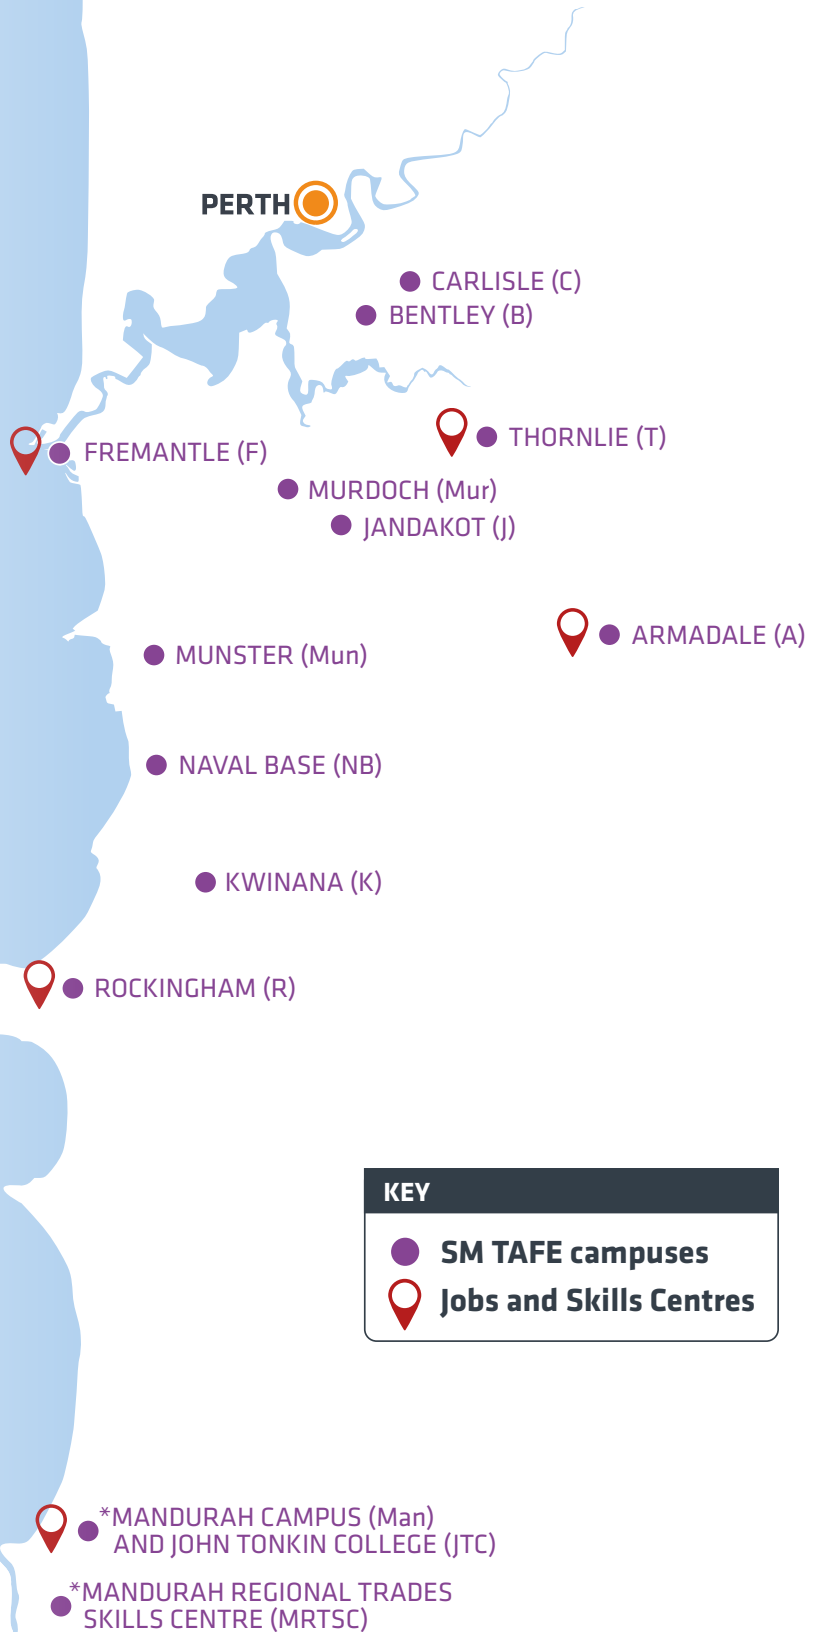 PERTH
CARLISLE (C)
BENTLEY (B)
THORNLIE (T)
FREMANTLE (F)
MURDOCH (Mur)
JANDAKOT (J)
ARMADALE (A)
MUNSTER (Mun)
NAVAL BASE (NB)
KWINANA (K)
ROCKINGHAM (R)
KEY
SM TAFE campuses
Jobs and Skills Centres
*MANDURAH CAMPUS (Man)
AND JOHN TONKIN COLLEGE (JTC)
*MANDURAH REGIONAL TRADES
SKILLS CENTRE (MRTSC)